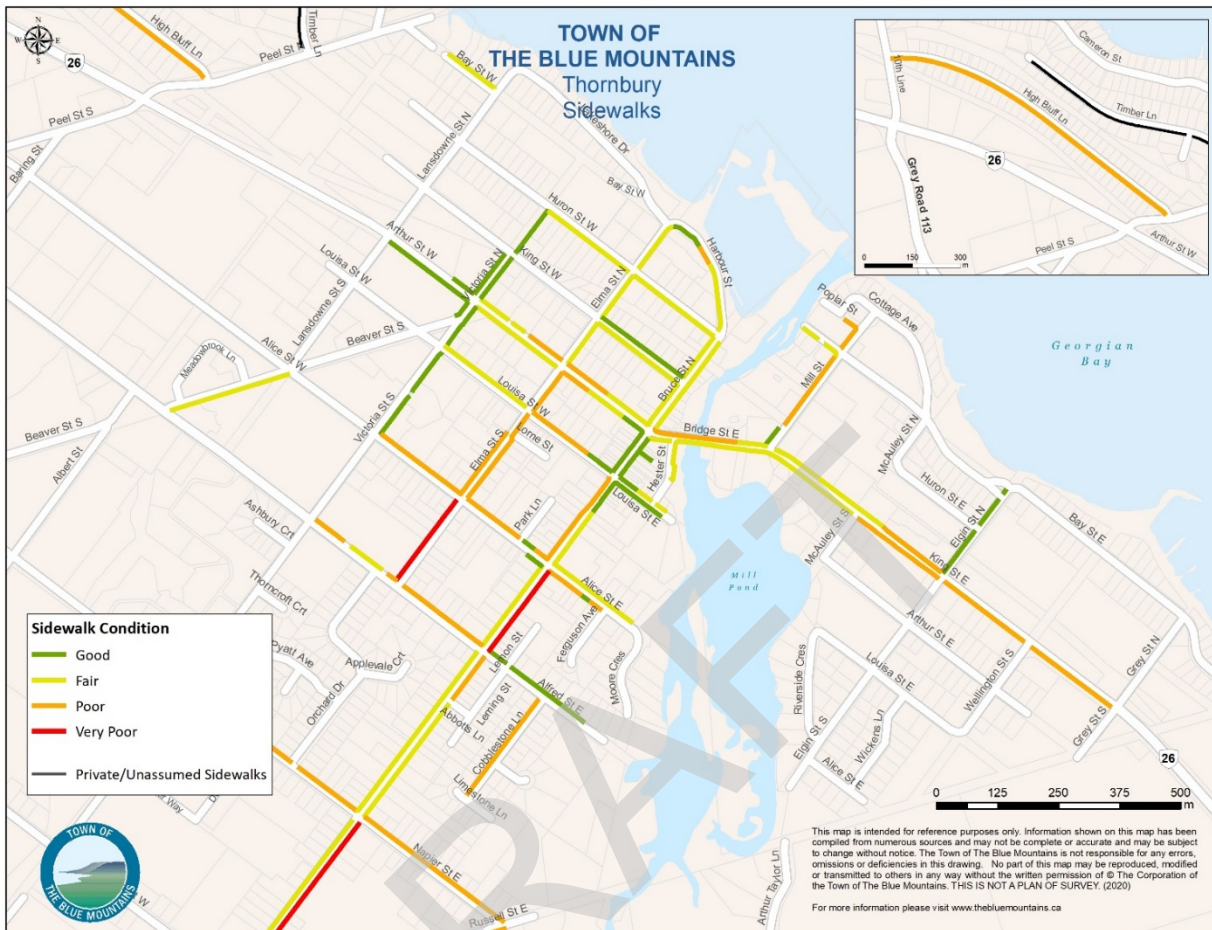 TOWN OF
THE BLUE MOUNTAINS
Thornbury
Sidewalks
N
W
E
S
26
High Bluff Ln
Timber Ln
Peel St S
Baring St
Bay St W
Lansdowne St N
Bay St W
Huron St W
Harbour St
Arthur St W
Victoria St N
King St W
Elma St N
Louisa St W
Lansdowne St S
Beaver St S
Alice St W
Meadowbrook Ln
Bruce St N
Louisa St W
Victoria St S
Elma St S
Lorne St
Bridge St E
Hester St
Louisa St E
Beaver St S
Albert St
Ashbury Crt
Park Ln
Alice St E
Ferguson Ave
Moore Cres
Thorncroft Crt
Pyatt Ave
Applevale Crt
Orchard Dr
Lemon St
Leming St
Abbotts Ln
Alfred St E
Cobblestone Ln
Limestone Ln
Napier St E
Russell St E
Poplar St
Cottage Ave
Mill St
McAuley St N
Huron St E
Elgin St N
Bay St E
McAuley St S
King St E
Arthur St E
Louisa St E
Wellington St S
Riverside Cres
Wickens Ln
Elgin St S
Alice St E
Grey St N
Grey St S
26
Arthur Taylor Ln
Mill
Pond
Georgian
Bay
10th Line
Cameron St
High Bluff Ln
Timber Ln
26
Grey Road 113
Peel St S
Arthur St W
0 150 300
m
Sidewalk Condition
Good
Fair
Poor
Very Poor
Private/Unassumed Sidewalks
TOWN OF
THE BLUE MOUNTAINS
0 125 250 375 500
m
This map is intended for reference purposes only. Information shown on this map has been
compiled from numerous sources and may not be complete or accurate and may be subject
to change without notice. The Town of The Blue Mountains is not responsible for any errors,
omissions or deficiencies in this drawing. No part of this map may be reproduced, modified
or transmitted to others in any way without the written permission of © The Corporation of
the Town of The Blue Mountains. THIS IS NOT A PLAN OF SURVEY. (2020)
For more information please visit www.thebluemountains.ca